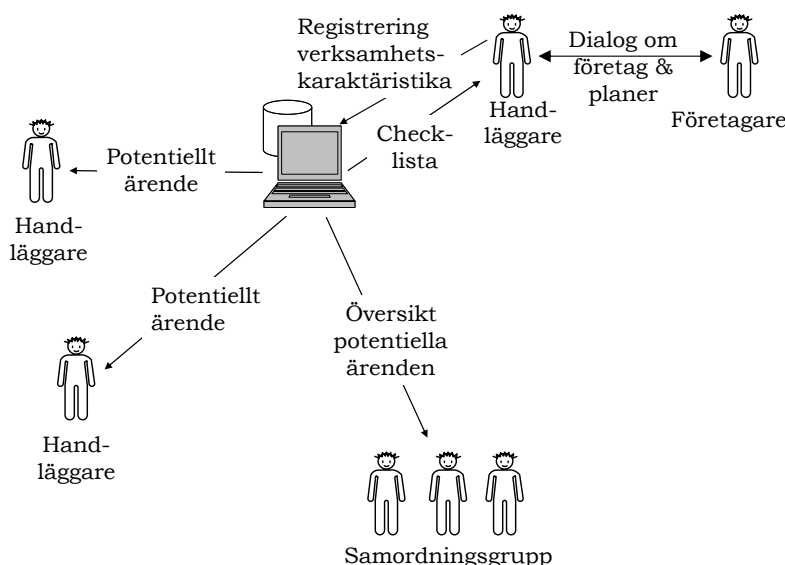 Registrering
verksamhets-
karaktäristika
Dialog om
företag &
planer
Hand-
läggare
Företagare
Check-
lista
Potentiellt
ärende
Hand-
läggare
Potentiellt
ärende
Översikt
potentiella
ärenden
Hand-
läggare
Samordningsgrupp